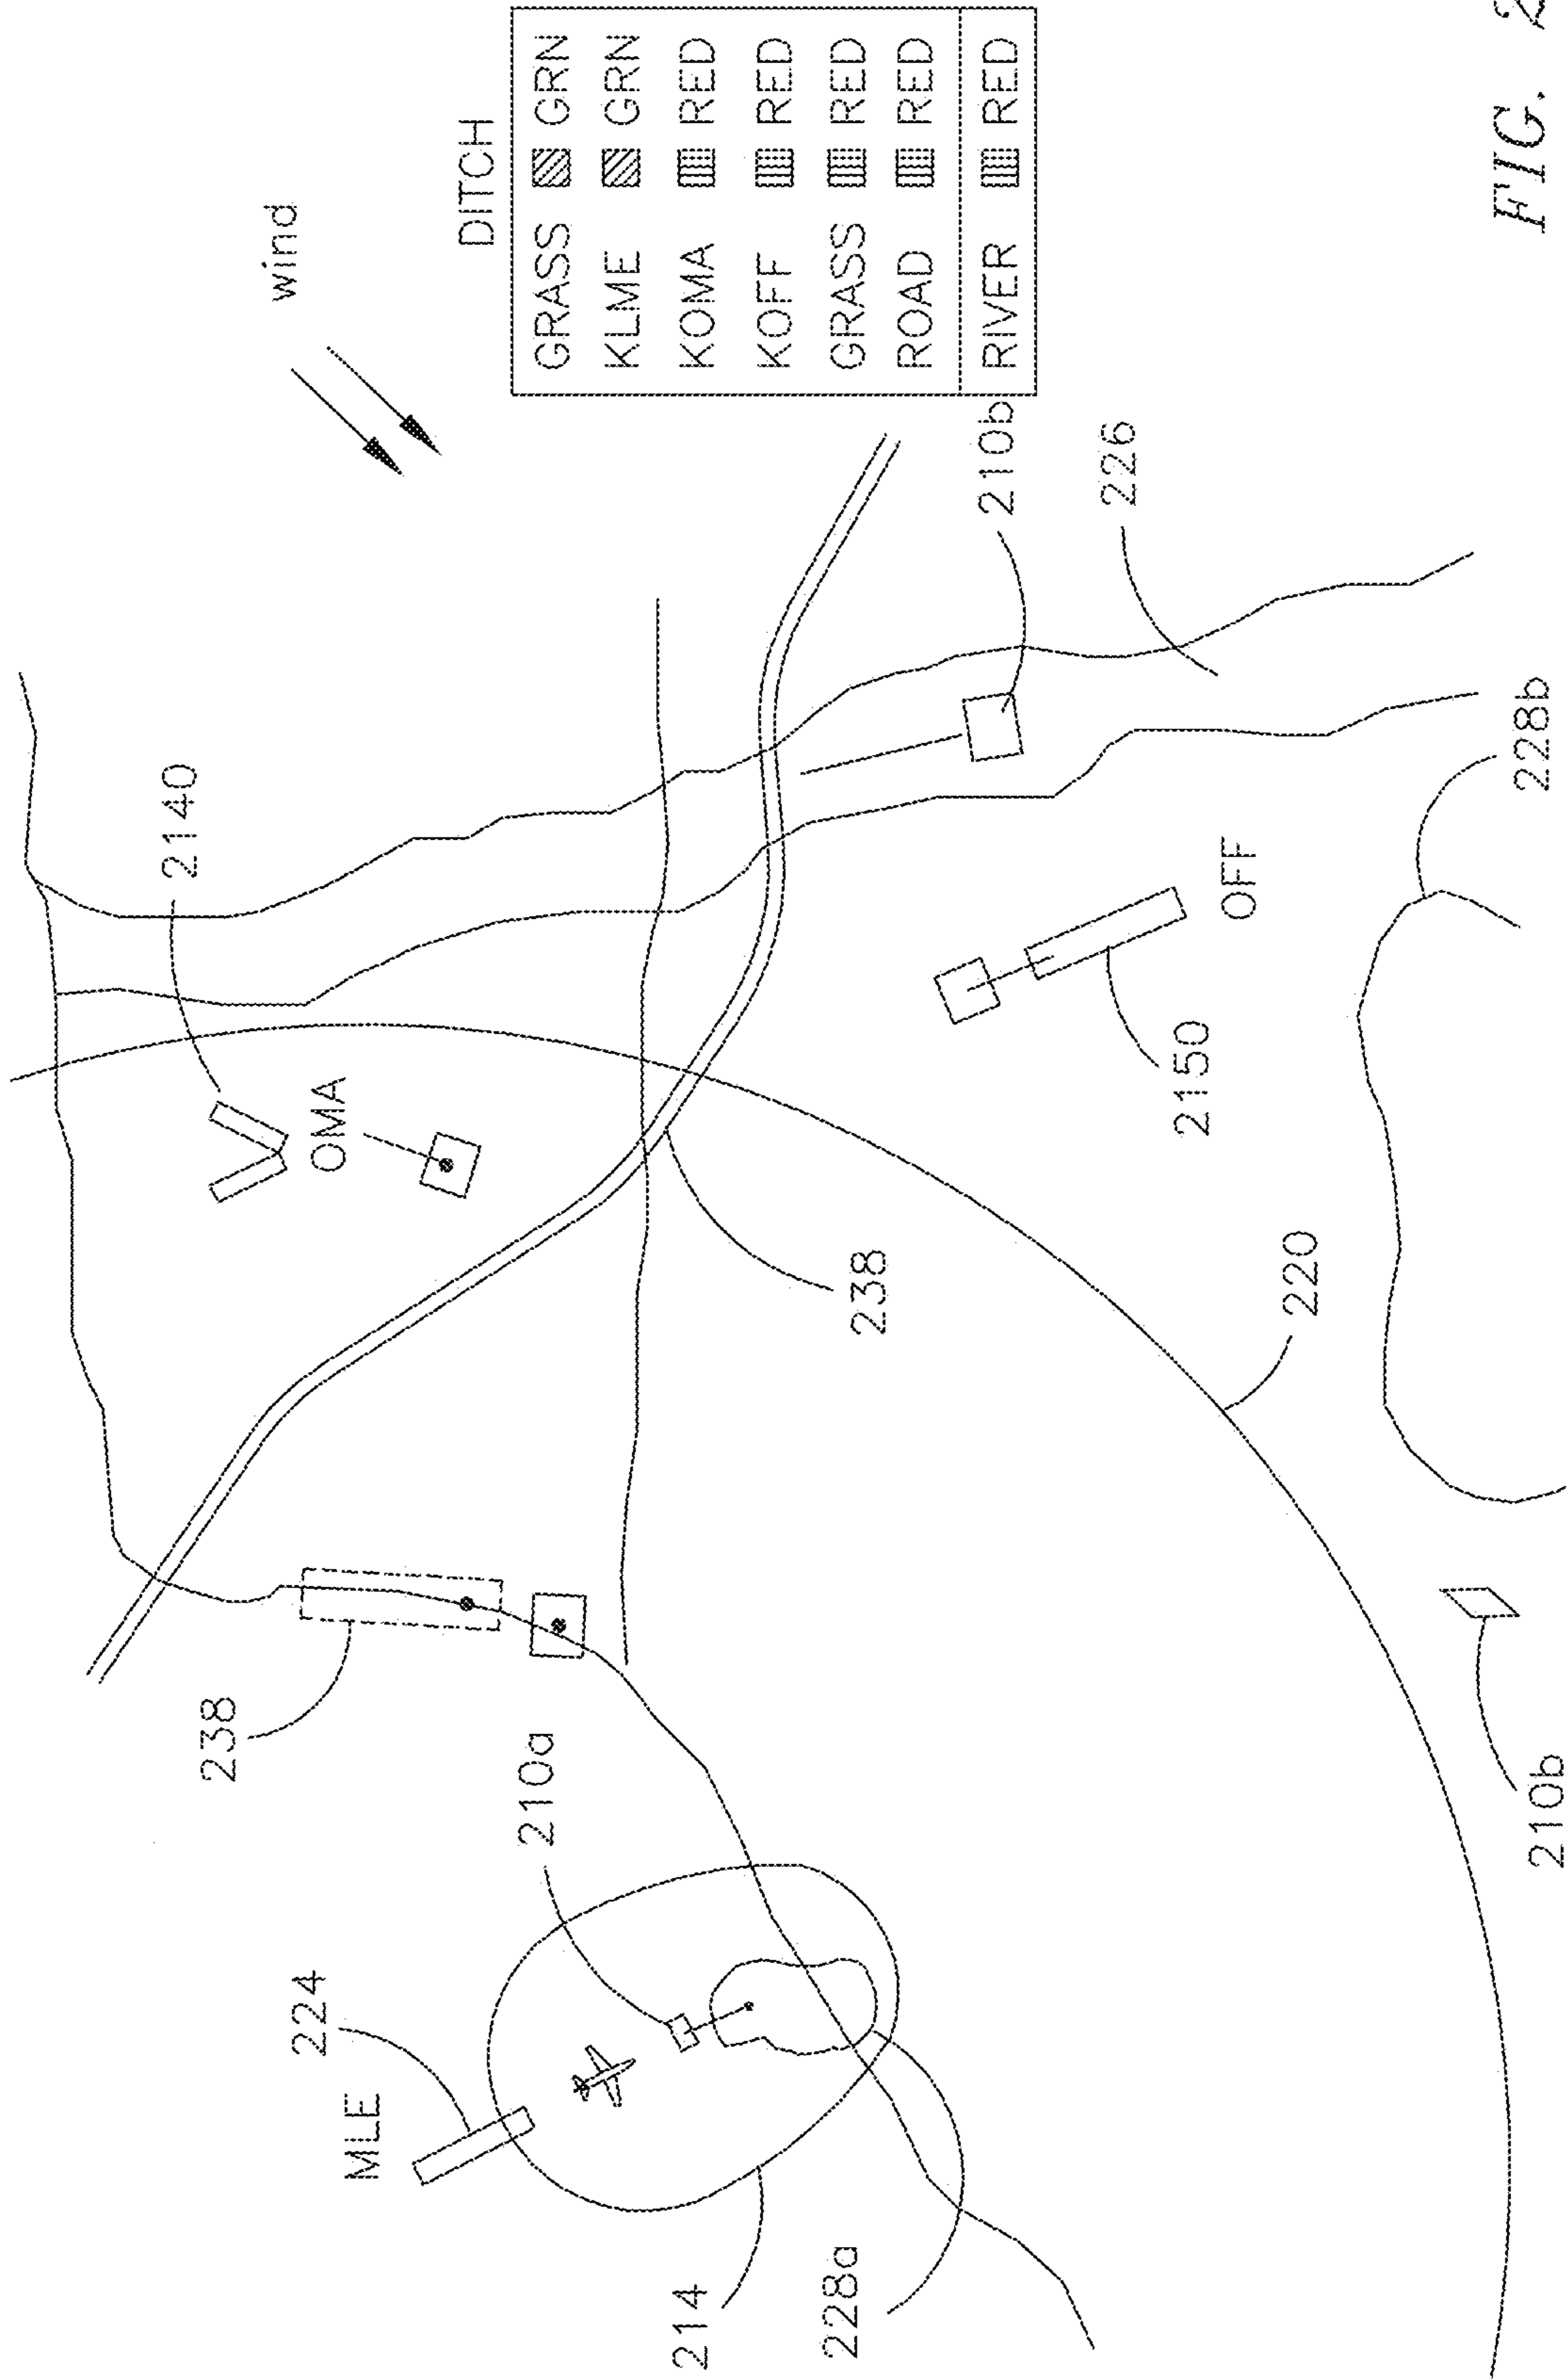 wind
DITCH
GRASS GRN
KLME GRN
KOMA RED
KOFF RED
GRASS RED
ROAD RED
RIVER RED
2140
OMA
238
224
MLE
210a
238
210b
226
214
228a
2150
OFF
220
228b
210b
FIG. 2